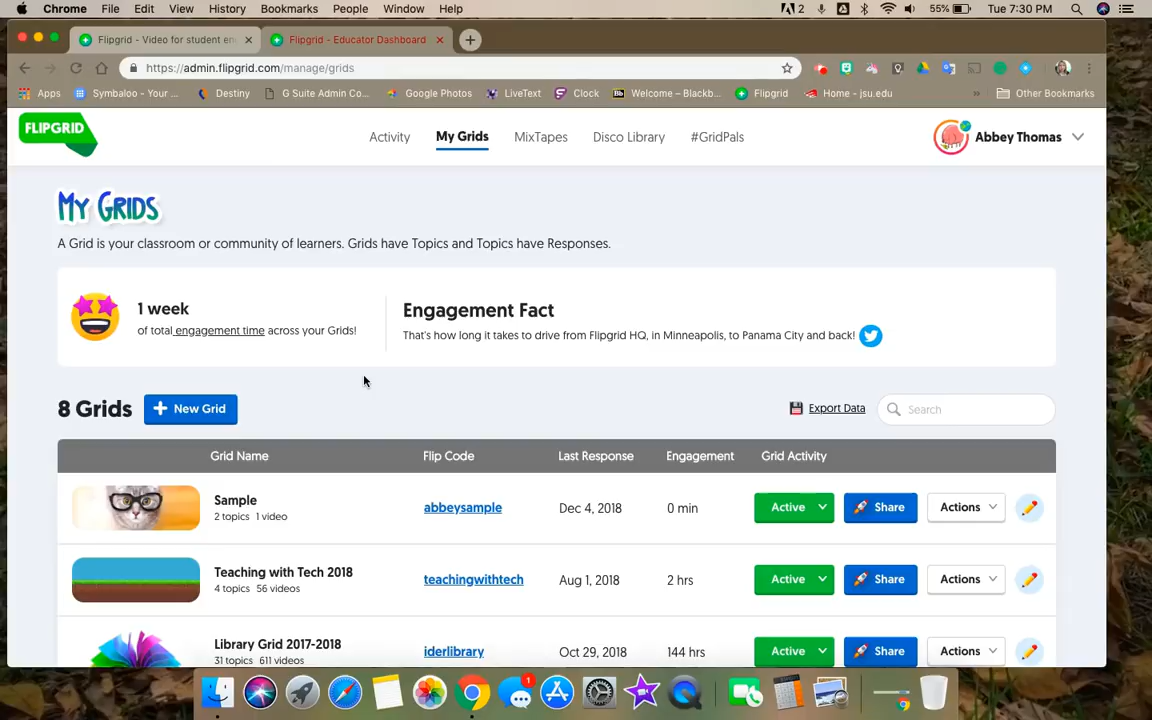 Chrome File Edit View History Bookmarks People Window Help 2 55% Tue 7:30 PM
Flipgrid - Video for student en Flipgrid - Educator Dashboard
https://admin.flipgrid.com/manage/grids
Apps Symbaloo - Your ... Destiny G Suite Admin Co... Google Photos LiveText Clock Bb Welcome – Blackb... Flipgrid Home - jsu.edu » Other Bookmarks
FLIPGRID Activity My Grids MixTapes Disco Library #GridPals Abbey Thomas
My Grids
A Grid is your classroom or community of learners. Grids have Topics and Topics have Responses.
1 week
of total engagement time across your Grids!
Engagement Fact
That's how long it takes to drive from Flipgrid HQ, in Minneapolis, to Panama City and back!
8 Grids + New Grid Export Data Search
Grid Name Flip Code Last Response Engagement Grid Activity
Sample
2 topics 1 video
abbeysample Dec 4, 2018 0 min Active Share Actions
Teaching with Tech 2018
4 topics 56 videos
teachingwithtech Aug 1, 2018 2 hrs Active Share Actions
Library Grid 2017-2018
31 topics 611 videos
iderlibrary Oct 29, 2018 144 hrs Active Share Actions
1